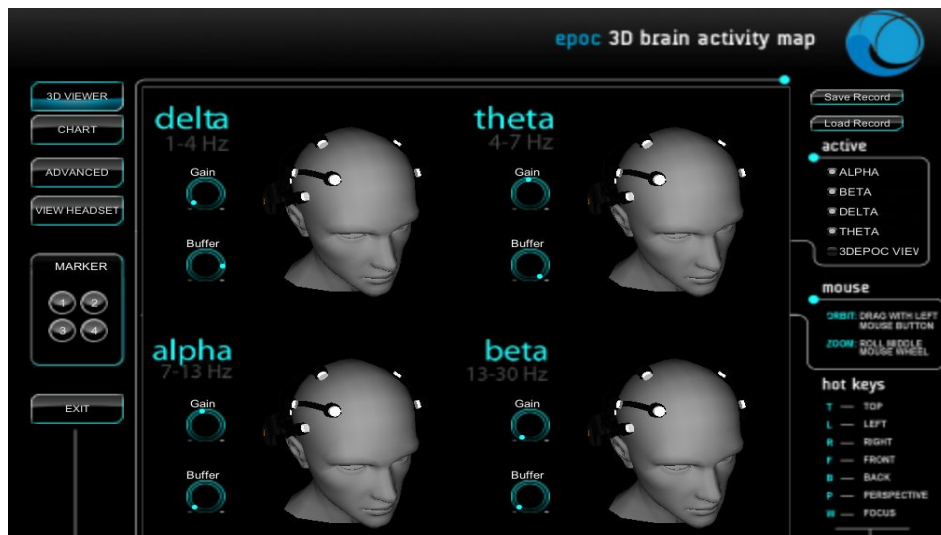 epoc 3D brain activity map
3D VIEWER
CHART
ADVANCED
VIEW HEADSET
MARKER
1 2
3 4
EXIT
delta
1-4 Hz
Gain
Buffer
theta
4-7 Hz
Gain
Buffer
alpha
7-13 Hz
Gain
Buffer
beta
13-30 Hz
Gain
Buffer
Save Record
Load Record
active
ALPHA
BETA
DELTA
THETA
3DEPOC VIEW
mouse
ORBIT: DRAG WITH LEFT
MOUSE BUTTON
ZOOM: ROLL MIDDLE
MOUSE WHEEL
hot keys
T — TOP
L — LEFT
R — RIGHT
F — FRONT
B — BACK
P — PERSPECTIVE
W — FOCUS